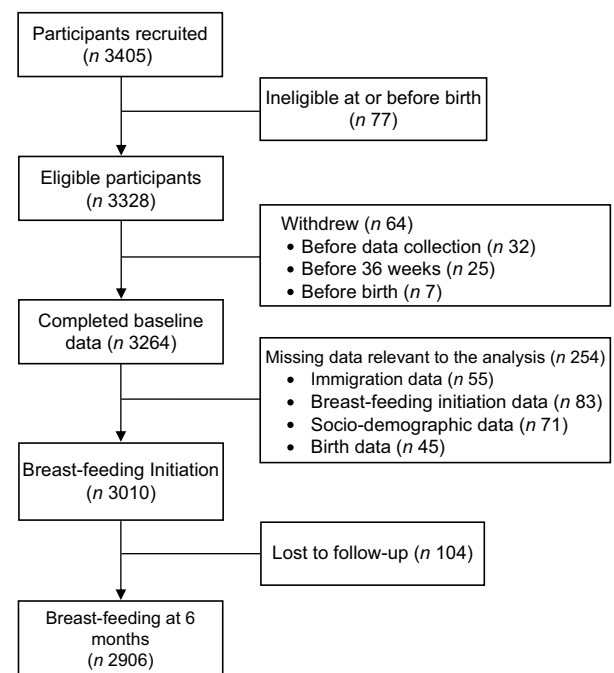 Participants recruited
(n 3405)
Ineligible at or before birth
(n 77)
Eligible participants
(n 3328)
Withdrew (n 64)
• Before data collection (n 32)
• Before 36 weeks (n 25)
• Before birth (n 7)
Completed baseline
data (n 3264)
Missing data relevant to the analysis (n 254)
• Immigration data (n 55)
• Breast-feeding initiation data (n 83)
• Socio-demographic data (n 71)
• Birth data (n 45)
Breast-feeding Initiation
(n 3010)
Lost to follow-up (n 104)
Breast-feeding at 6
months
(n 2906)